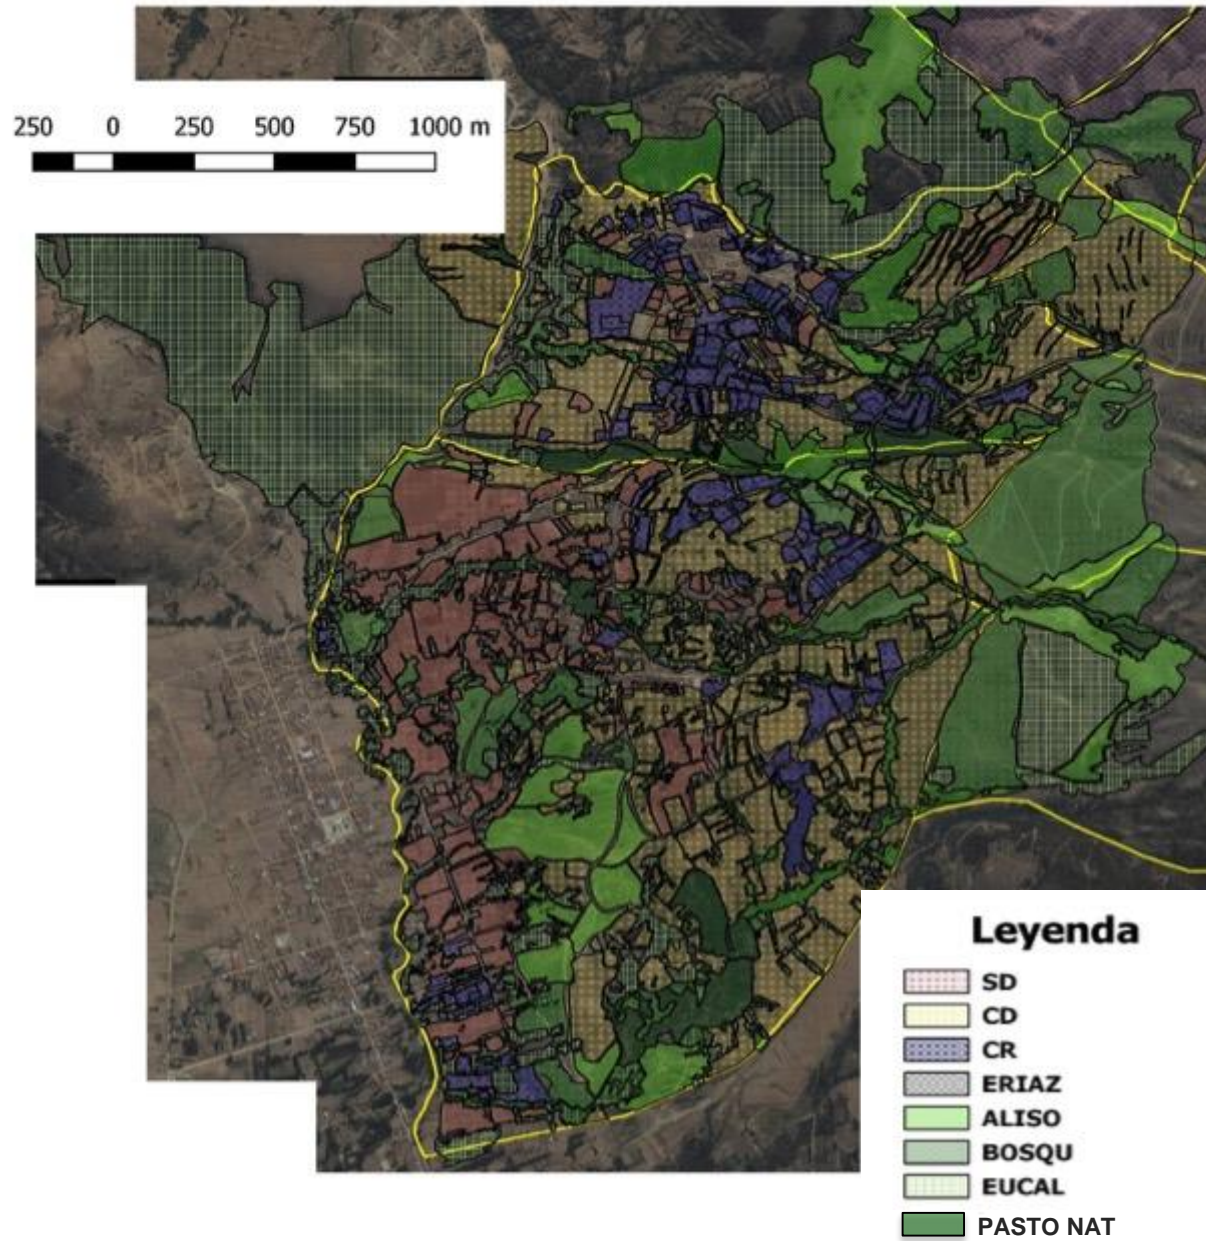 250 0 250 500 750 1000 m
Leyenda
SD
CD
CR
ERIAZ
ALISO
BOSQU
EUCAL
PASTO NAT